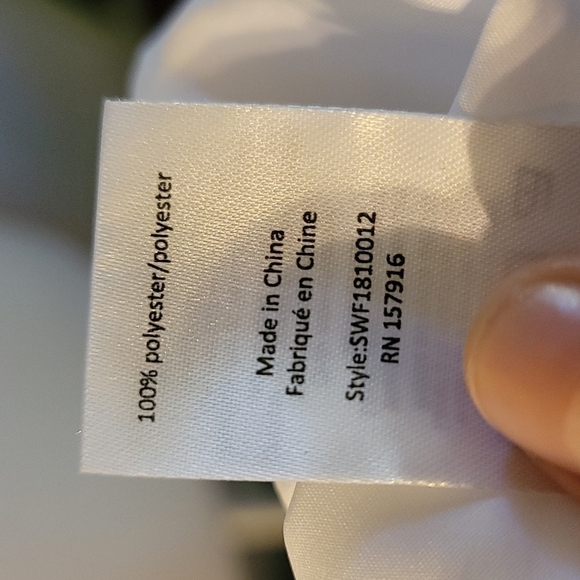 100% polyester/polyester
Made in China
Fabriqué en Chine
Style:SWF1810012
RN 157916